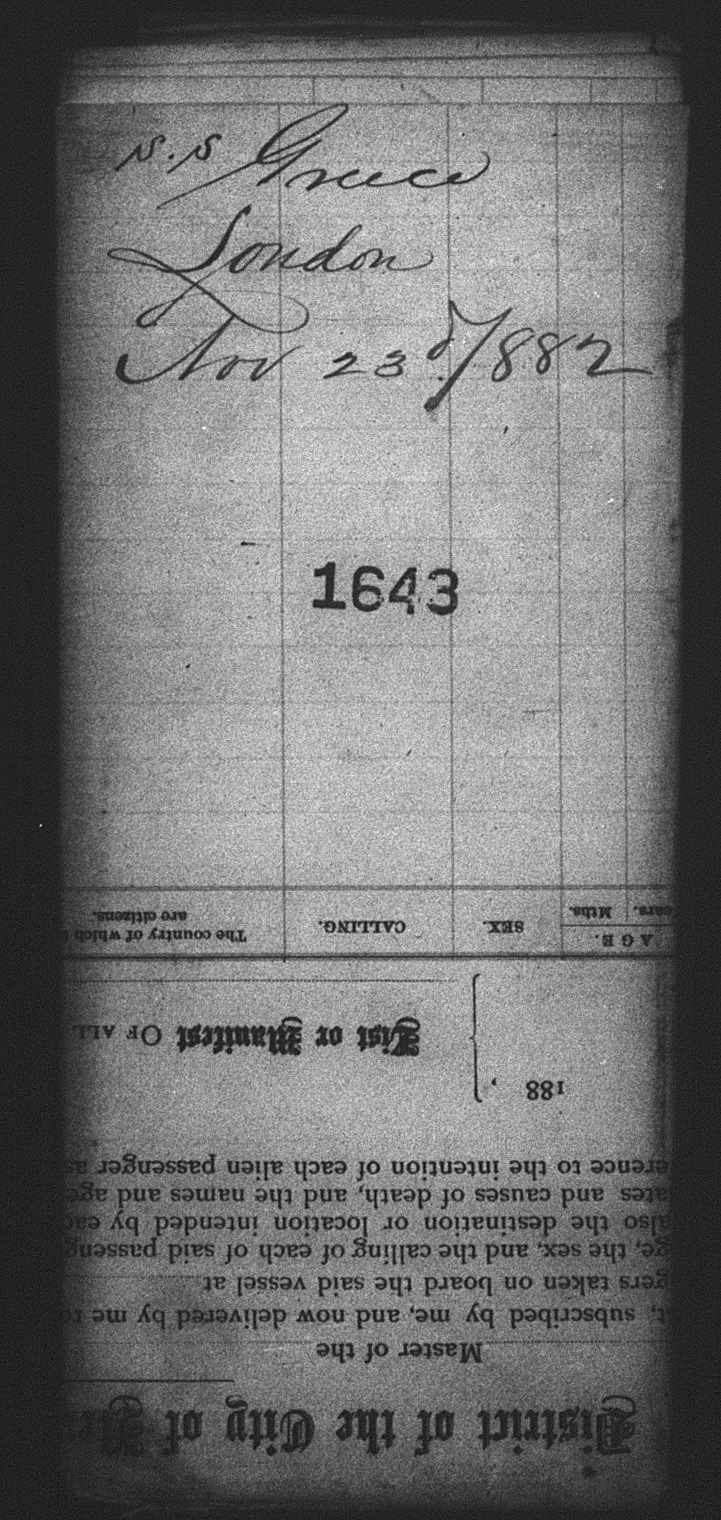 s.s Greece
London
Nov 23d/1882
1643
District of the City of
Master of the
subscribed by me, and now delivered by me
gers taken on board the said vessel at
ge, the sex, and the calling of each of said passeng
also the destination or location intended by eac
ates and causes of death, and the names and age
erence to the intention of each alien passenger as
188 ,
List or Manifest OF ALL
AGE.
ears. Mths.
SEX.
CALLING.
The country of which
are citizens.